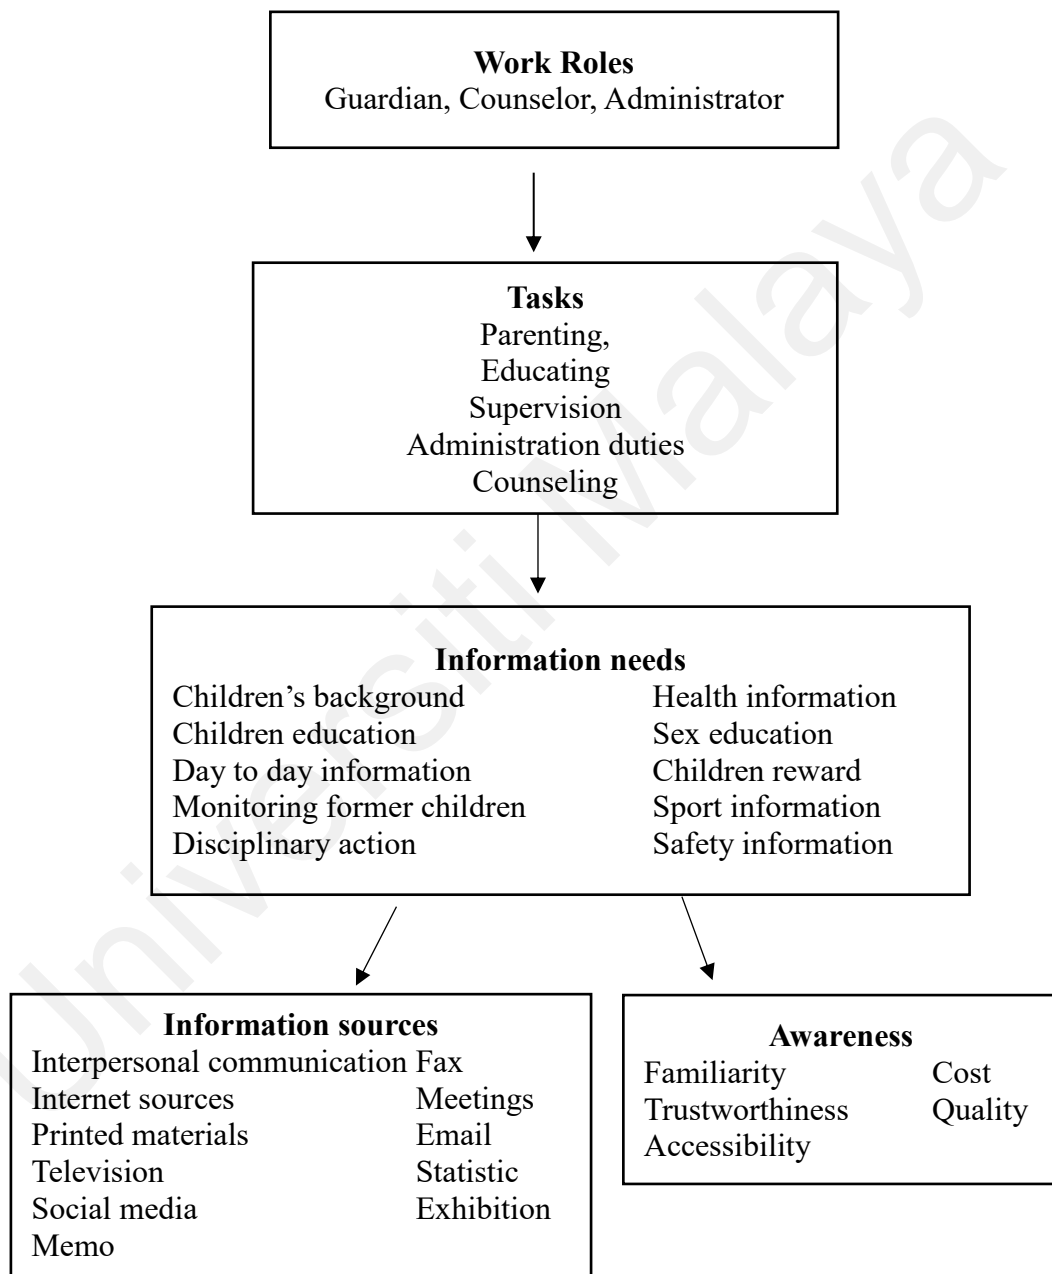 Work Roles
Guardian, Counselor, Administrator
Tasks
Parenting,
Educating
Supervision
Administration duties
Counseling
Information needs
Children’s background
Children education
Day to day information
Monitoring former children
Disciplinary action
Health information
Sex education
Children reward
Sport information
Safety information
Information sources
Interpersonal communication
Internet sources
Printed materials
Television
Social media
Memo
Fax
Meetings
Email
Statistic
Exhibition
Awareness
Familiarity
Trustworthiness
Accessibility
Cost
Quality
Universiti Malaya